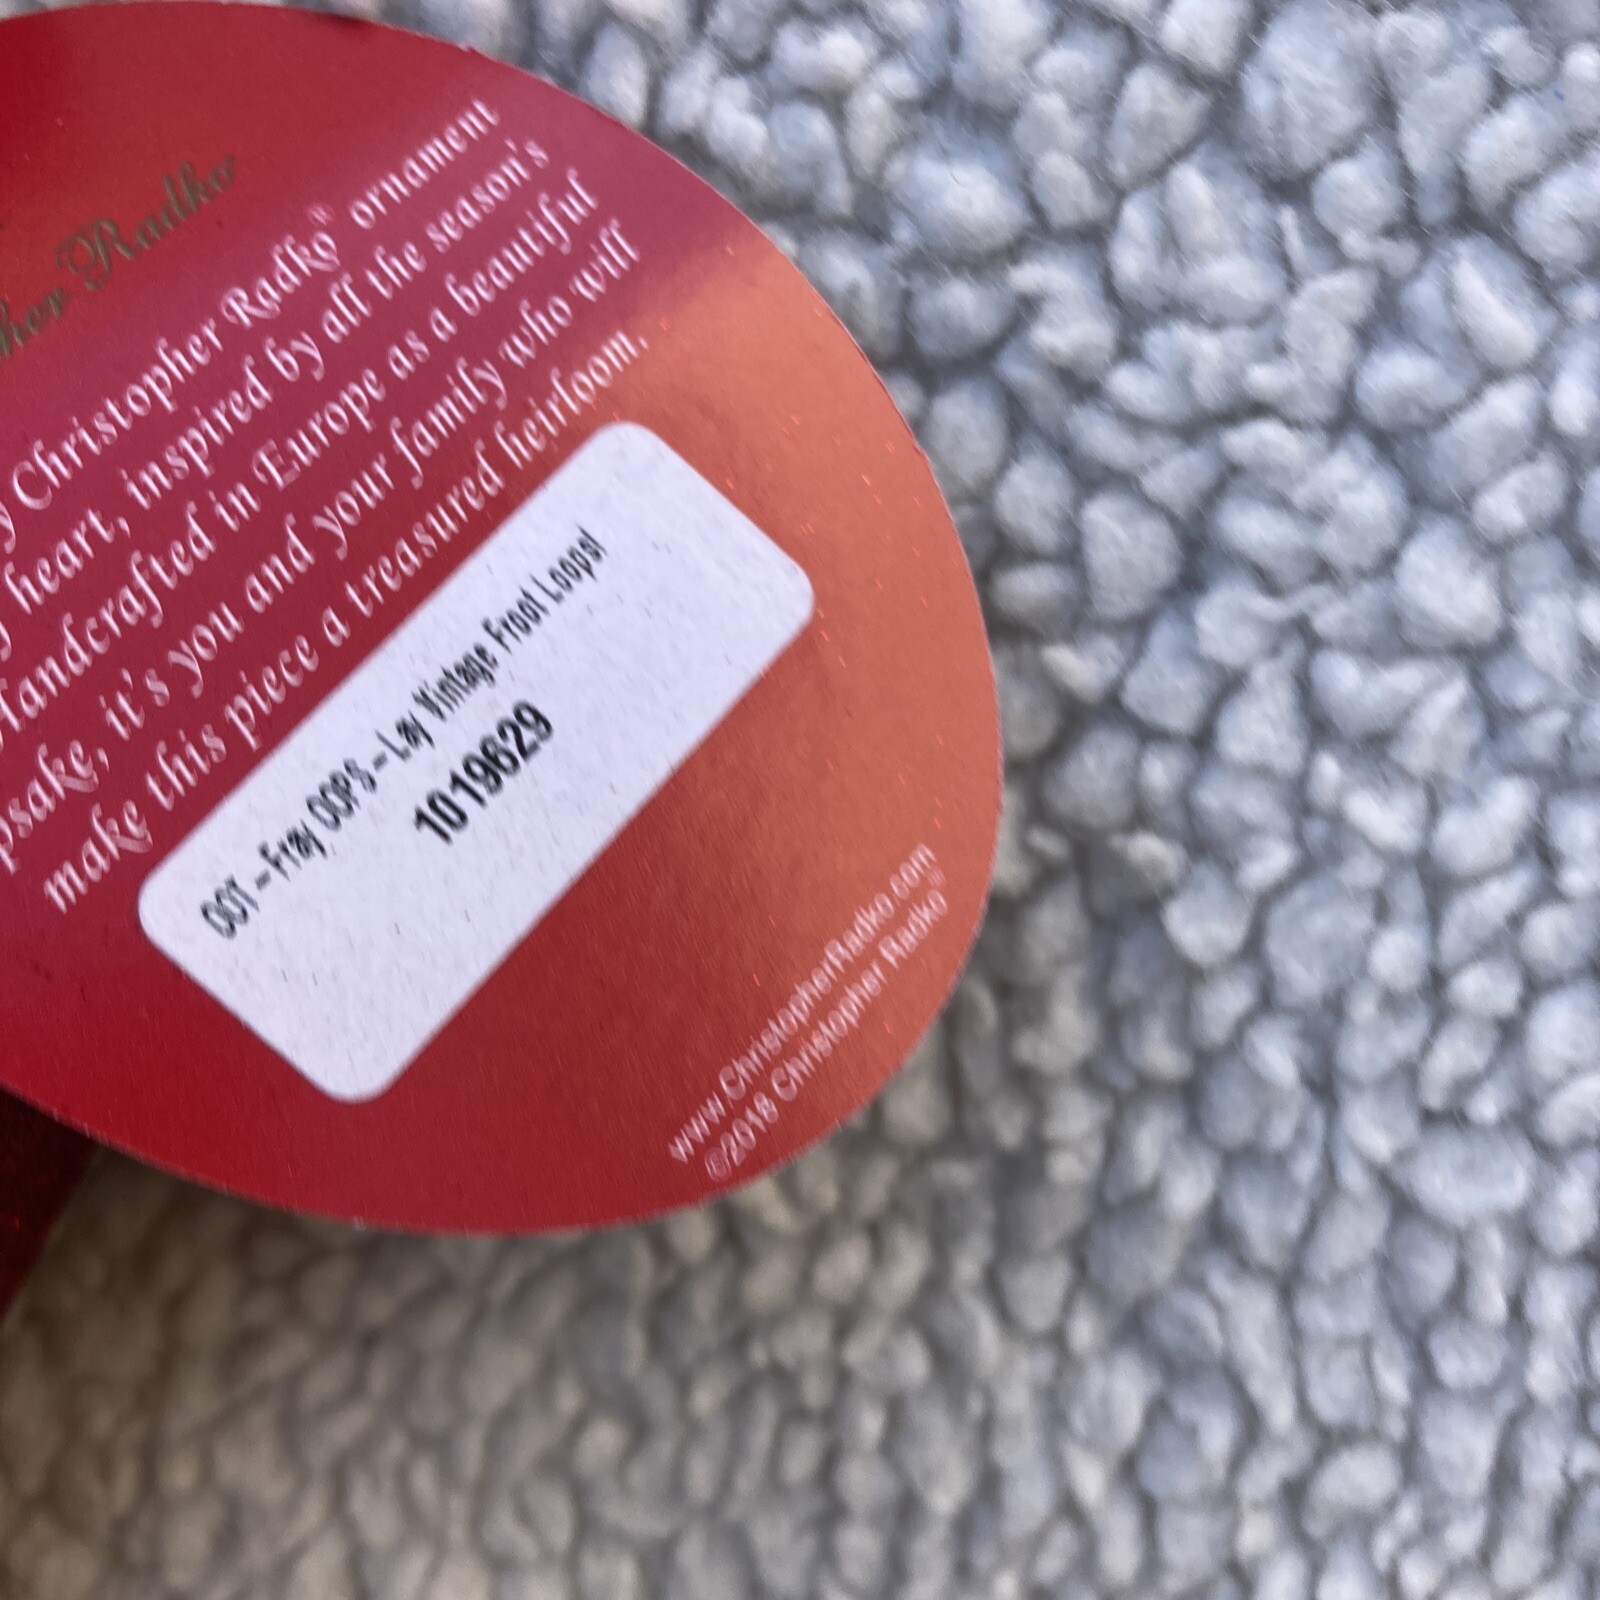 her Radko
y Christopher Radko® ornament
heart, inspired by all the season's
Handcrafted in Europe as a beautiful
psake, it's you and your family who will
make this piece a treasured heirloom.
OOT - Fray OOPS - Lay Vintage Froot Loops!
1019629
www.ChristopherRadko.com
©2018 Christopher Radko®